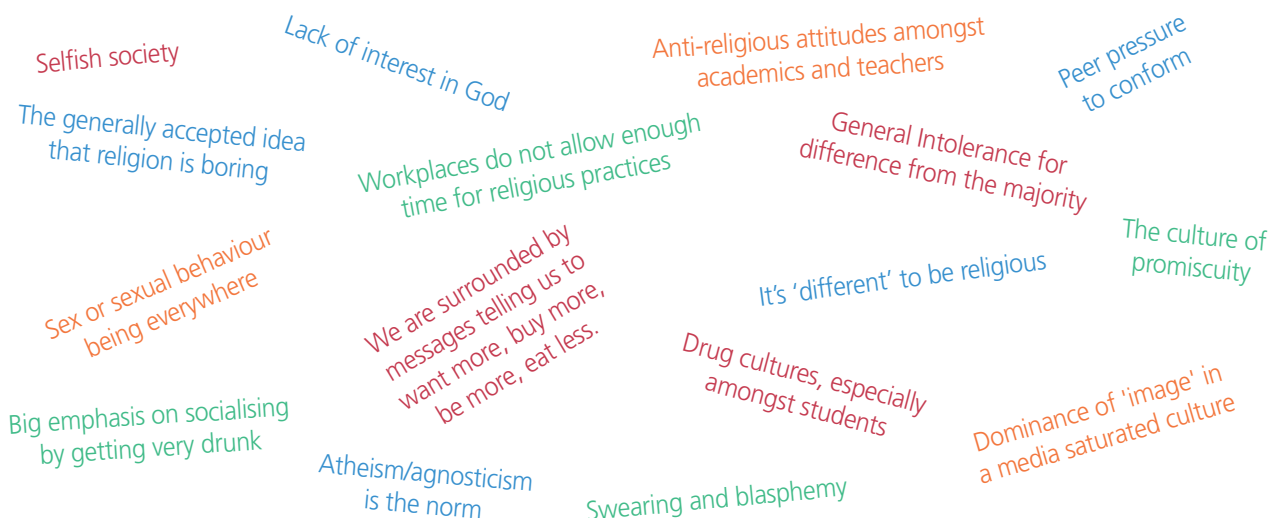 Selfish society
Lack of interest in God
Anti-religious attitudes amongst
academics and teachers
Peer pressure
to conform
The generally accepted idea
that religion is boring
Workplaces do not allow enough
time for religious practices
General Intolerance for
difference from the majority
The culture of
promiscuity
Sex or sexual behaviour
being everywhere
We are surrounded by
messages telling us to
want more, buy more,
be more, eat less.
It’s ‘different’ to be religious
Drug cultures, especially
amongst students
Dominance of 'image' in
a media saturated culture
Big emphasis on socialising
by getting very drunk
Atheism/agnosticism
is the norm
Swearing and blasphemy